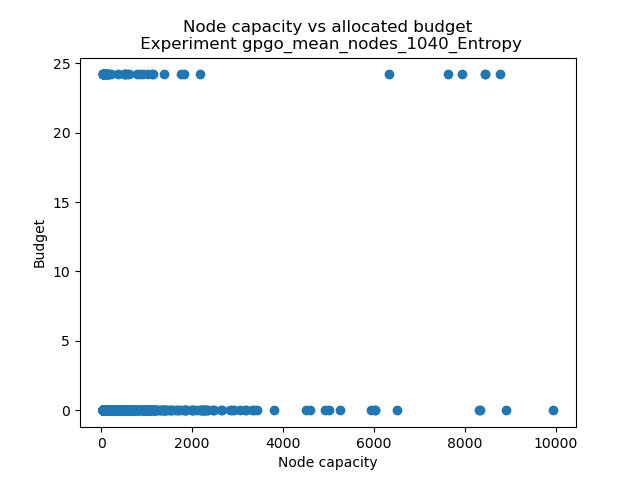 Node capacity vs allocated budget
Experiment gpgo_mean_nodes_1040_Entropy
25
20
15
10
5
0
Budget
0 2000 4000 6000 8000 10000
Node capacity